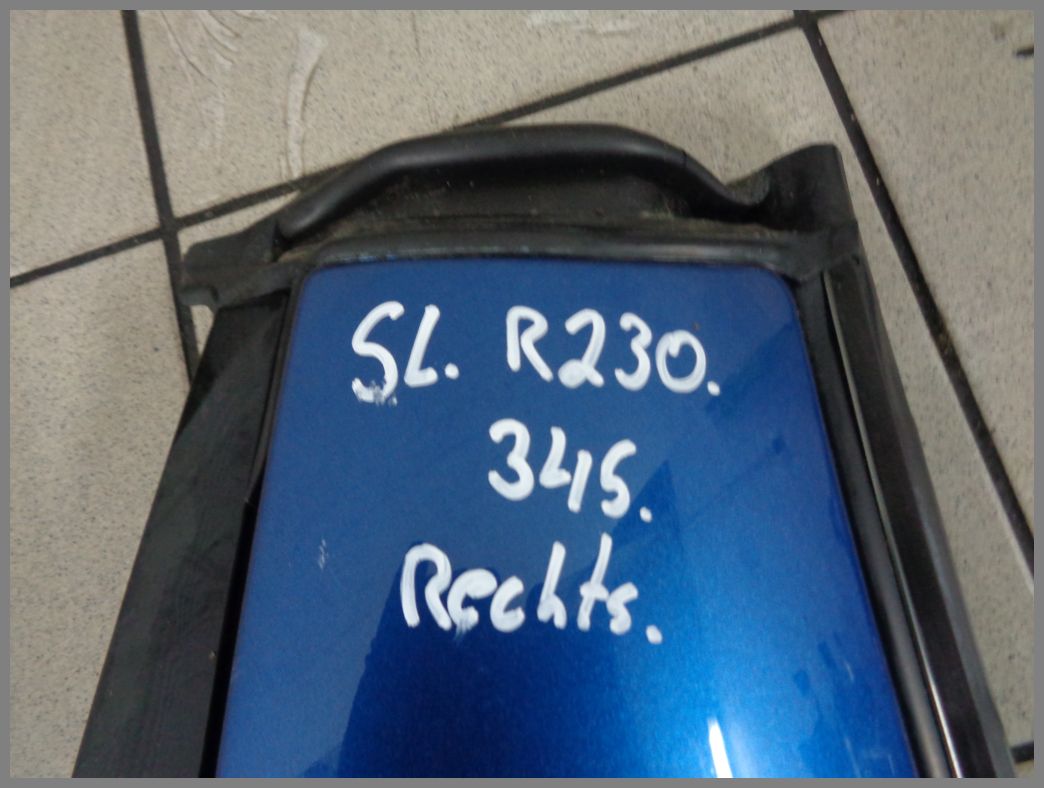 SL. R230.
345.
Rechts.